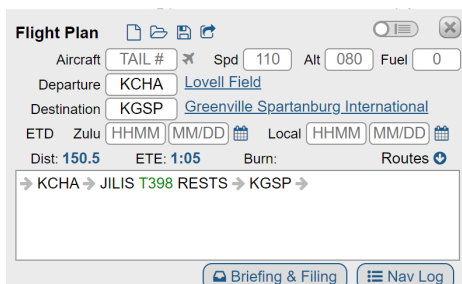 Flight Plan
Aircraft TAIL # Spd 110 Alt 080 Fuel 0
Departure KCHA Lovell Field
Destination KGSP Greenville Spartanburg International
ETD Zulu HHMM MM/DD Local HHMM MM/DD
Dist: 150.5 ETE: 1:05 Burn: Routes
→ KCHA → JILIS T398 RESTS → KGSP →
Briefing & Filing Nav Log